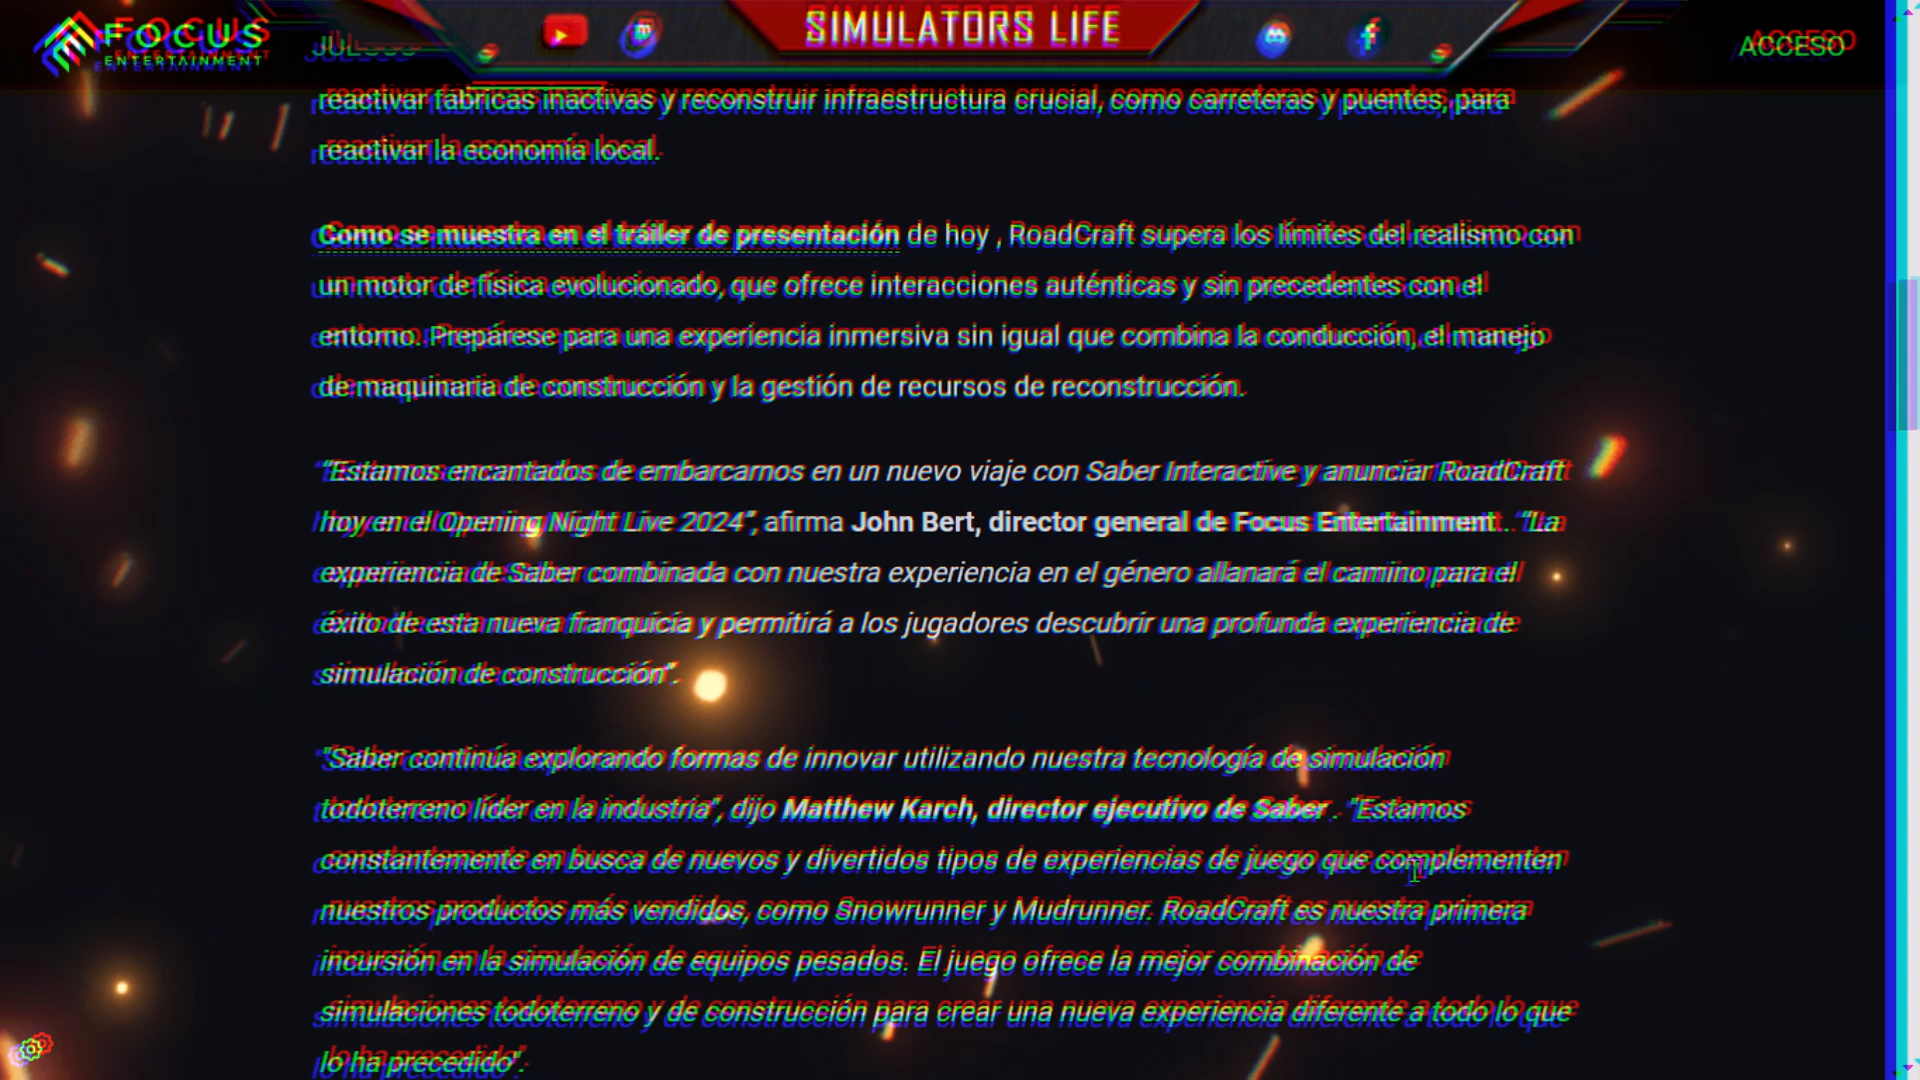 FOCUS
ENTERTAINMENT
SIMULATORS LIFE
ACCESO
reactivar fábricas inactivas y reconstruir infraestructura crucial, como carreteras y puentes, para
reactivar la economía local.
Como se muestra en el tráiler de presentación de hoy , RoadCraft supera los límites del realismo con
un motor de física evolucionado, que ofrece interacciones auténticas y sin precedentes con el
entorno. Prepárese para una experiencia inmersiva sin igual que combina la conducción, el manejo
de maquinaria de construcción y la gestión de recursos de reconstrucción.
“Estamos encantados de embarcarnos en un nuevo viaje con Saber Interactive y anunciar RoadCraft
hoy en el Opening Night Live 2024”, afirma John Bert, director general de Focus Entertainment . “La
experiencia de Saber combinada con nuestra experiencia en el género allanará el camino para el
éxito de esta nueva franquicia y permitirá a los jugadores descubrir una profunda experiencia de
simulación de construcción”.
"Saber continúa explorando formas de innovar utilizando nuestra tecnología de simulación
todoterreno líder en la industria", dijo Matthew Karch, director ejecutivo de Saber . "Estamos
constantemente en busca de nuevos y divertidos tipos de experiencias de juego que complementen
nuestros productos más vendidos, como Snowrunner y Mudrunner. RoadCraft es nuestra primera
incursión en la simulación de equipos pesados. El juego ofrece la mejor combinación de
simulaciones todoterreno y de construcción para crear una nueva experiencia diferente a todo lo que
lo ha precedido".